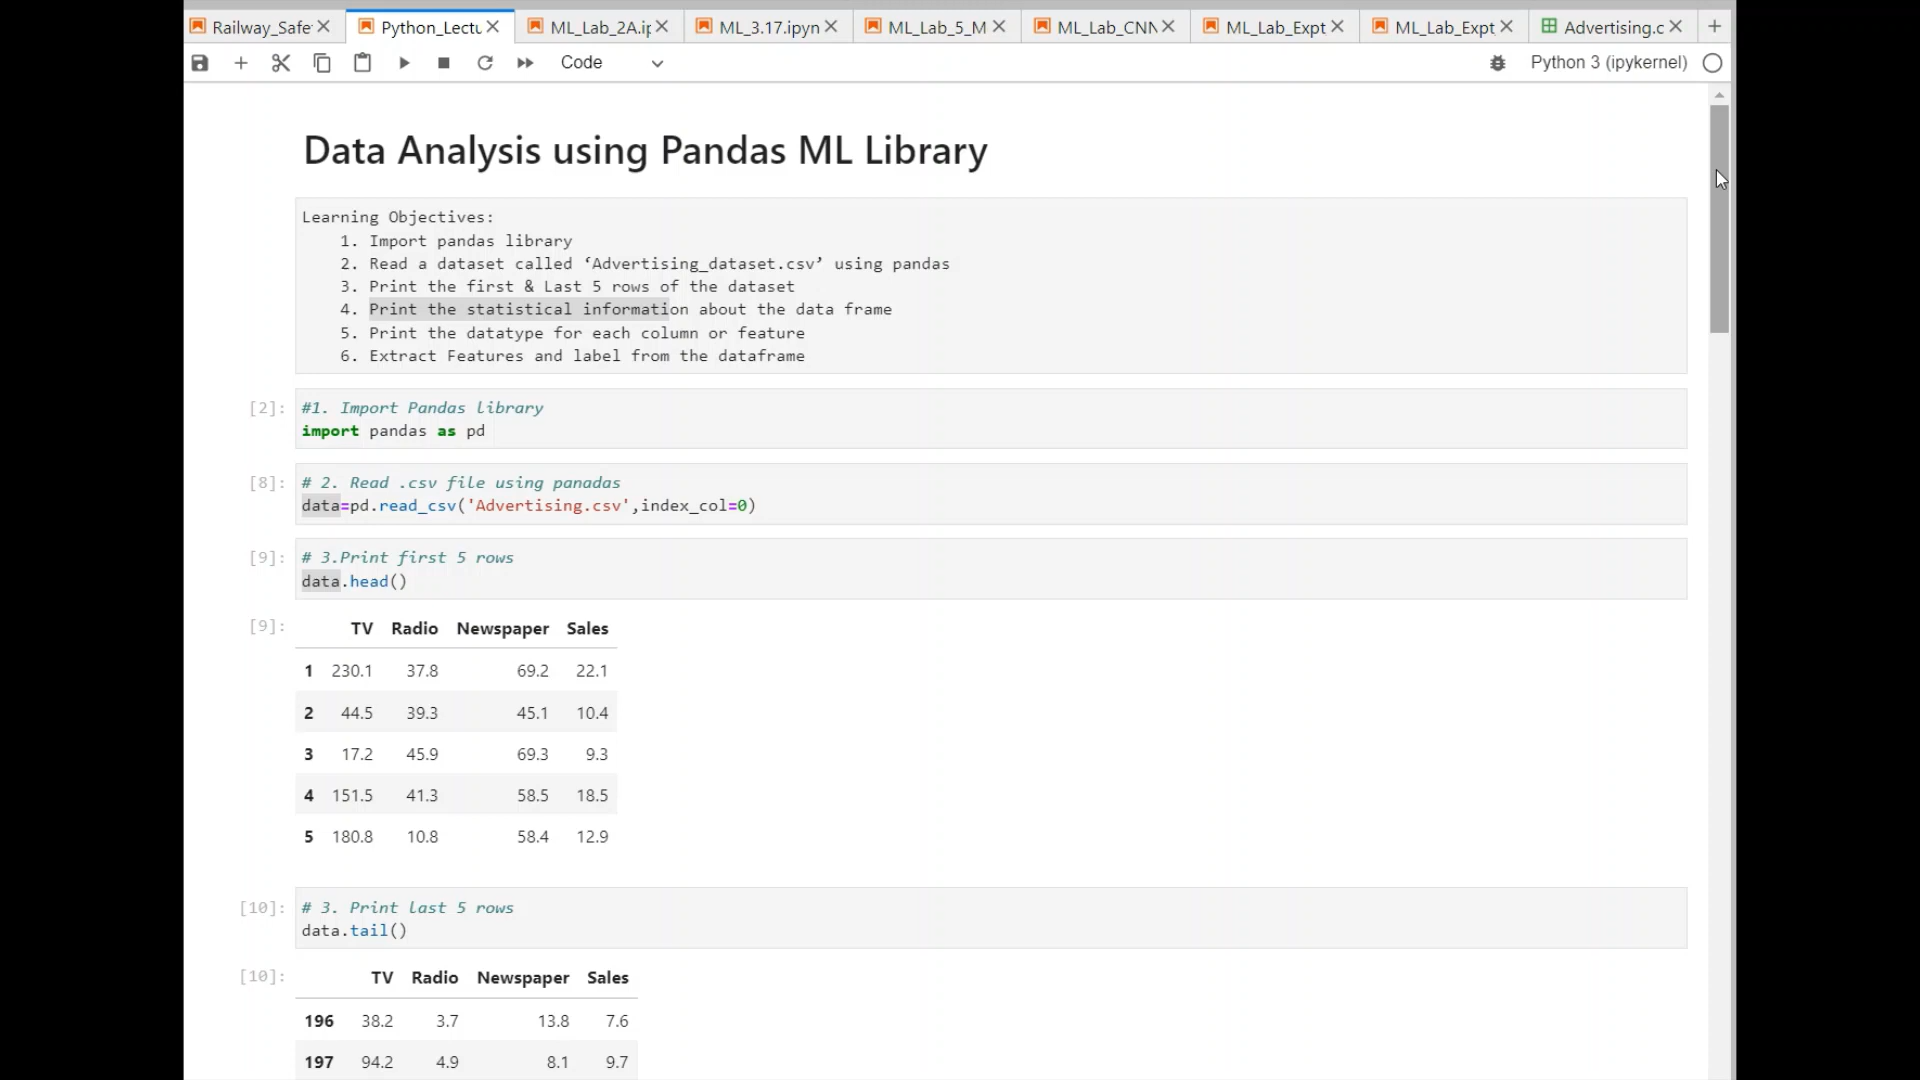 Railway_Safe Python_Lectu ML_Lab_2A.ip ML_3.17.ipyn ML_Lab_5_M ML_Lab_CNN ML_Lab_Expt ML_Lab_Expt Advertising.c
Code Python 3 (ipykernel)
Data Analysis using Pandas ML Library
Learning Objectives:
1. Import pandas library
2. Read a dataset called ‘Advertising_dataset.csv’ using pandas
3. Print the first & Last 5 rows of the dataset
4. Print the statistical information about the data frame
5. Print the datatype for each column or feature
6. Extract Features and label from the dataframe
[2]: #1. Import Pandas library
import pandas as pd
[8]: # 2. Read .csv file using panadas
data=pd.read_csv('Advertising.csv',index_col=0)
[9]: # 3.Print first 5 rows
data.head()
[9]: TV Radio Newspaper Sales
1 230.1 37.8 69.2 22.1
2 44.5 39.3 45.1 10.4
3 17.2 45.9 69.3 9.3
4 151.5 41.3 58.5 18.5
5 180.8 10.8 58.4 12.9
[10]: # 3. Print last 5 rows
data.tail()
[10]: TV Radio Newspaper Sales
196 38.2 3.7 13.8 7.6
197 94.2 4.9 8.1 9.7